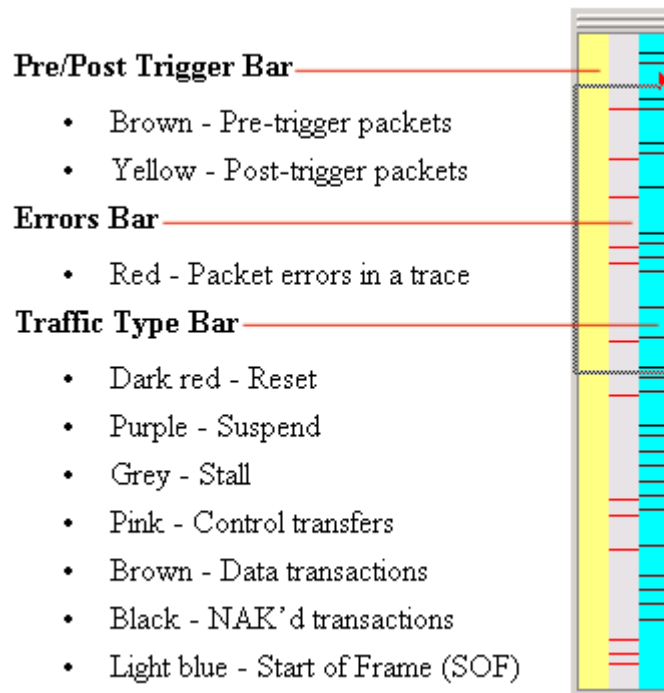 Pre/Post Trigger Bar
• Brown - Pre-trigger packets
• Yellow - Post-trigger packets
Errors Bar
• Red - Packet errors in a trace
Traffic Type Bar
• Dark red - Reset
• Purple - Suspend
• Grey - Stall
• Pink - Control transfers
• Brown - Data transactions
• Black - NAK’d transactions
• Light blue - Start of Frame (SOF)